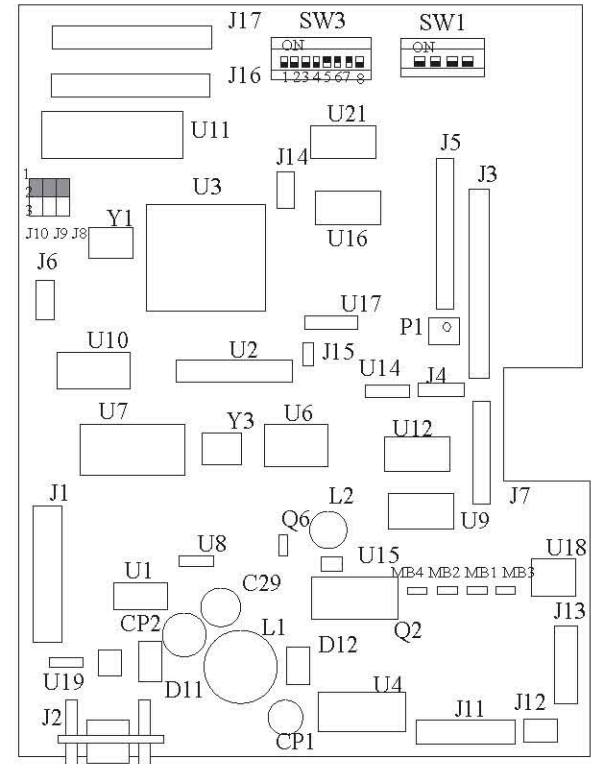 J17 SW3 SW1
ON ON
J16 1 2 3 4 5 6 7 8
U11 U21
J14 J5 J3
1 U3
2
3 U16
J10 J9 J8 Y1
J6
U17 P1
U10 U2 J15 U14 J4
U7 Y3 U6 U12
J1 L2 J7
Q6 U9
U8 U15 U18
U1 C29 MB4 MB2 MB1 MB3
CP2 L1 Q2 J13
D12
U19 D11 U4
J2 J11 J12
CP1